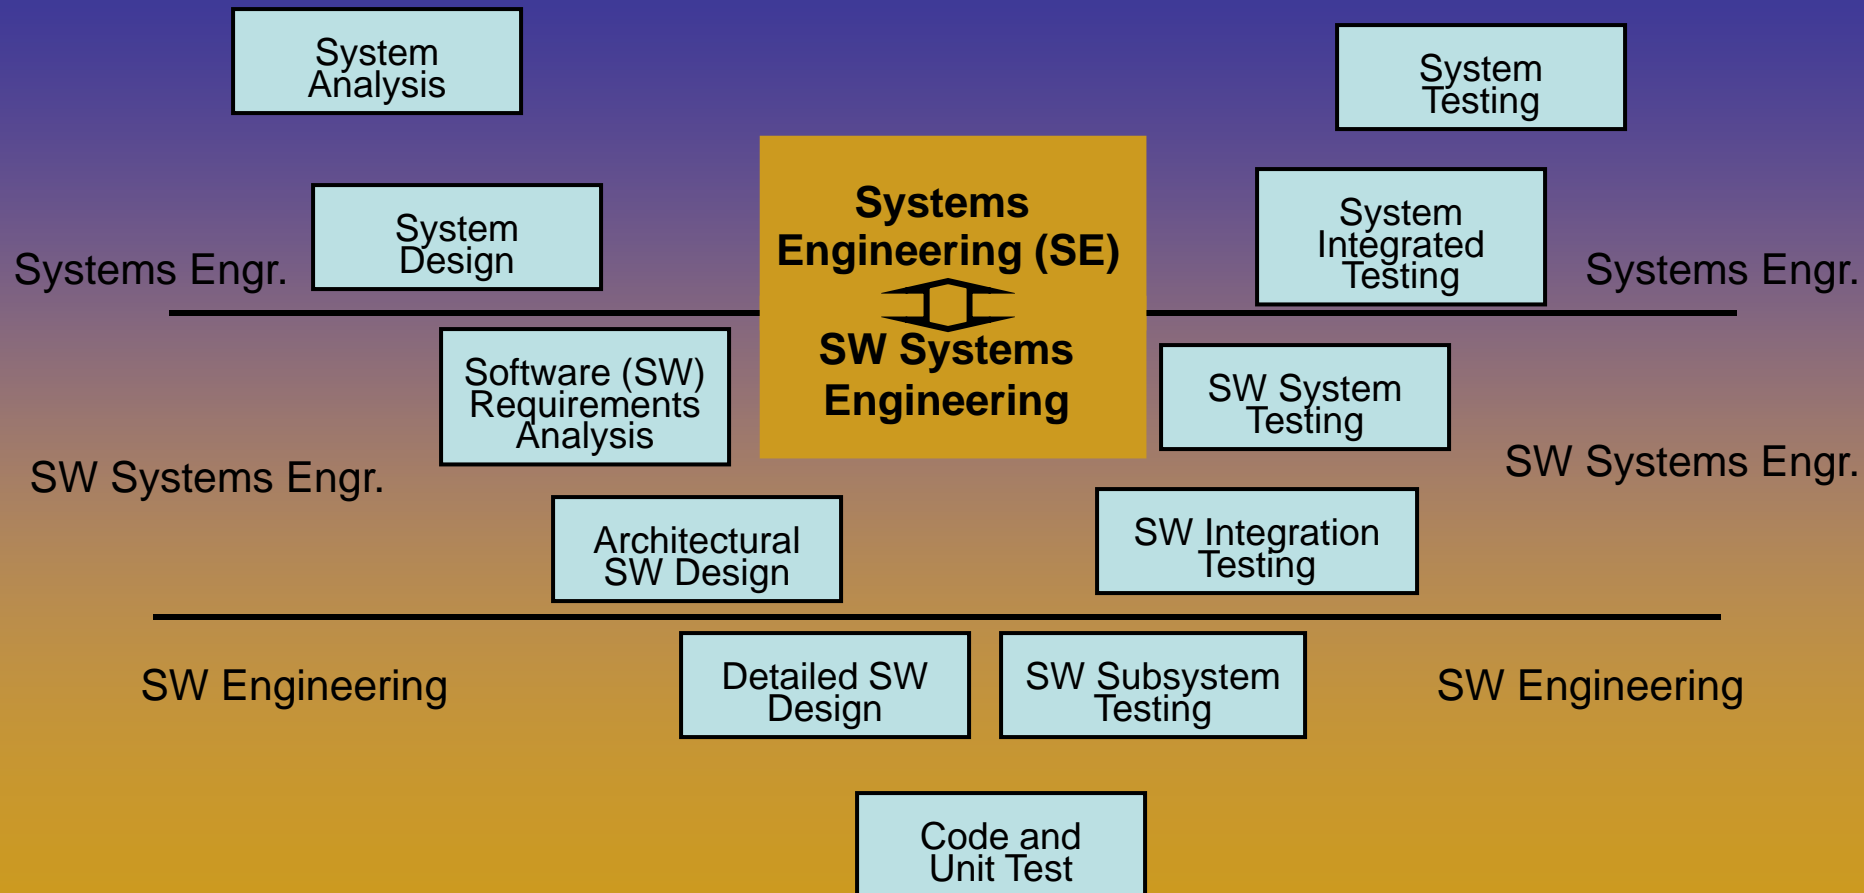 System
Analysis
System
Testing
System
Design
Systems
Engineering (SE)
SW Systems
Engineering
System
Integrated
Testing
Systems Engr.
Systems Engr.
Software (SW)
Requirements
Analysis
SW System
Testing
SW Systems Engr.
SW Systems Engr.
Architectural
SW Design
SW Integration
Testing
SW Engineering
Detailed SW
Design
SW Subsystem
Testing
SW Engineering
Code and
Unit Test